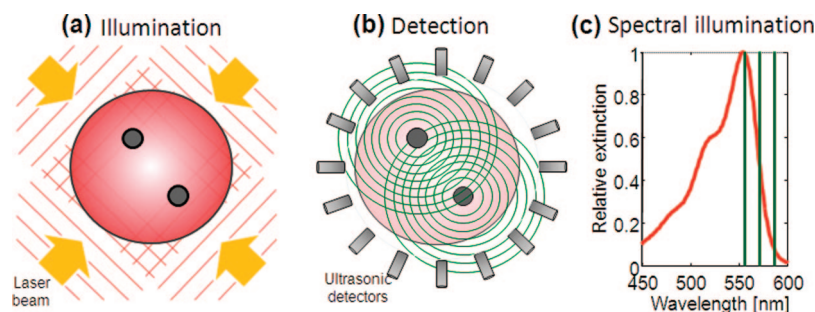 (a) Illumination
Laser
beam
(b) Detection
Ultrasonic
detectors
(c) Spectral illumination
Relative extinction
1
0.8
0.6
0.4
0.2
0
450 500 550 600
Wavelength [nm]